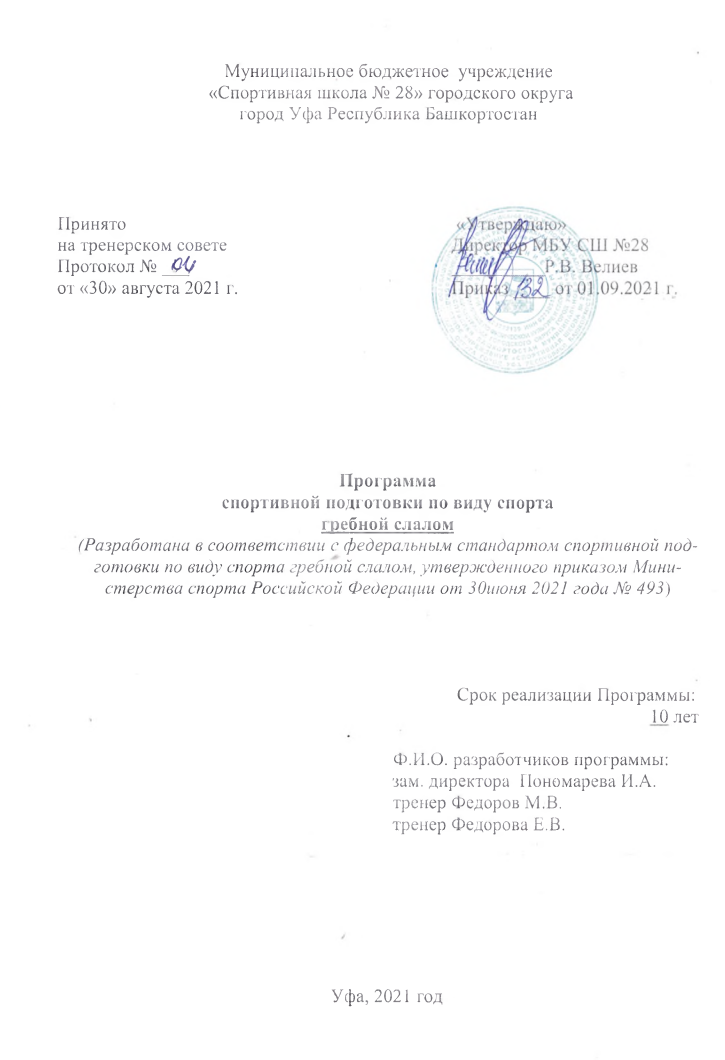 Муниципальное бюджетное учреждение
«Спортивная школа № 28» городского округа
город Уфа Республика Башкортостан
Принято
на тренерском совете
Протокол № 04
от «30» августа 2021 г.
«Утверждаю»
Директор МБУ СШ №28
Р.В. Велиев
Приказ 132 от 01.09.2021 г.
Программа
спортивной подготовки по виду спорта
гребной слалом
(Разработана в соответствии с федеральным стандартом спортивной под-
готовки по виду спорта гребной слалом, утвержденного приказом Мини-
стерства спорта Российской Федерации от 30июня 2021 года № 493)
Срок реализации Программы:
10 лет
Ф.И.О. разработчиков программы:
зам. директора Пономарева И.А.
тренер Федоров М.В.
тренер Федорова Е.В.
Уфа, 2021 год